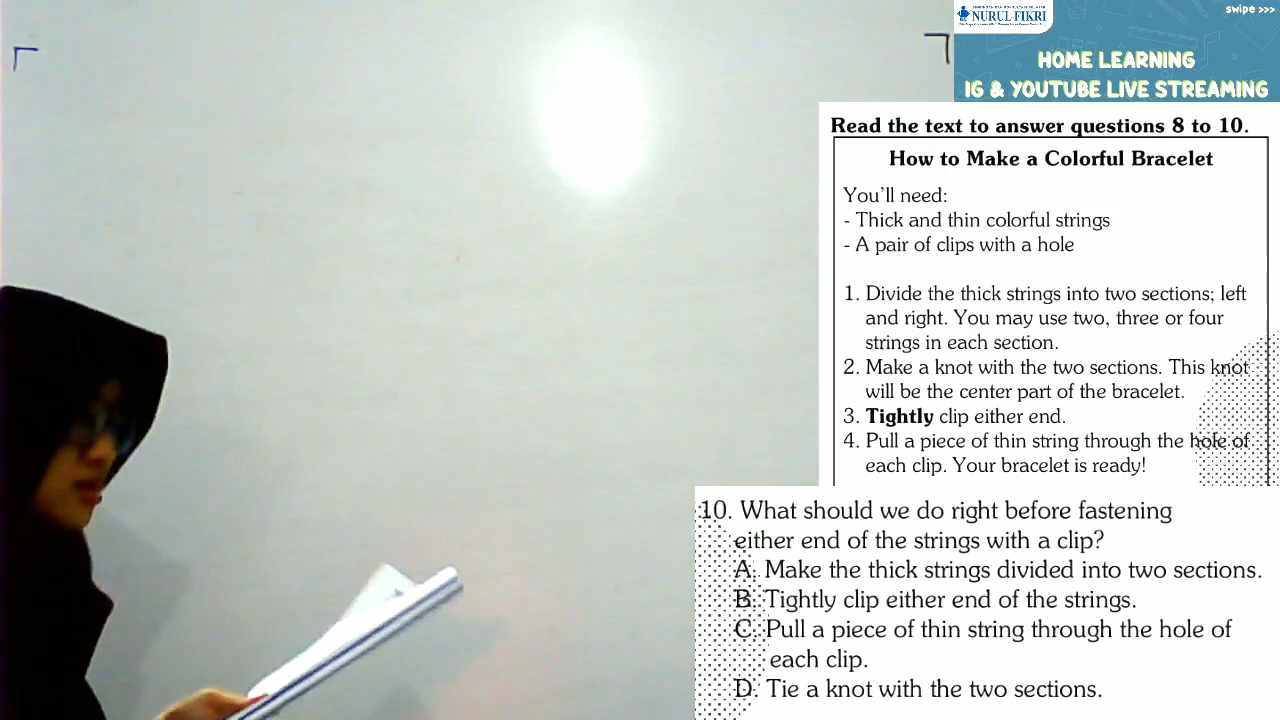 NURUL FIKRI
swipe >>>
HOME LEARNING
IG & YOUTUBE LIVE STREAMING
Read the text to answer questions 8 to 10.
How to Make a Colorful Bracelet
You'll need:
- Thick and thin colorful strings
- A pair of clips with a hole
1. Divide the thick strings into two sections; left
and right. You may use two, three or four
strings in each section.
2. Make a knot with the two sections. This knot
will be the center part of the bracelet.
3. Tightly clip either end.
4. Pull a piece of thin string through the hole of
each clip. Your bracelet is ready!
10. What should we do right before fastening
either end of the strings with a clip?
A. Make the thick strings divided into two sections.
B. Tightly clip either end of the strings.
C. Pull a piece of thin string through the hole of
each clip.
D. Tie a knot with the two sections.